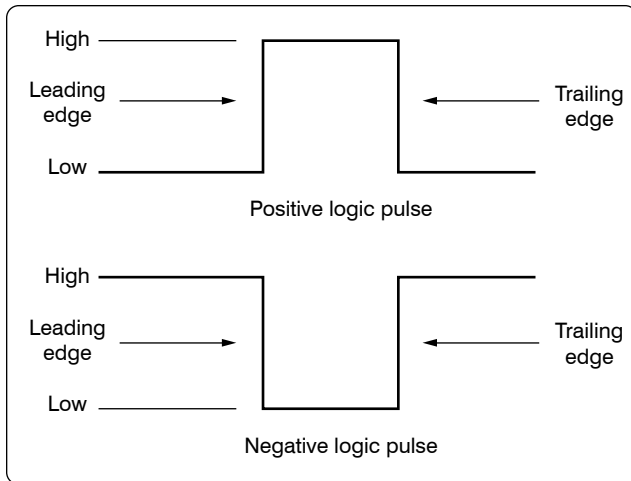 High
Leading
edge
Trailing
edge
Low
Positive logic pulse
High
Leading
edge
Trailing
edge
Low
Negative logic pulse